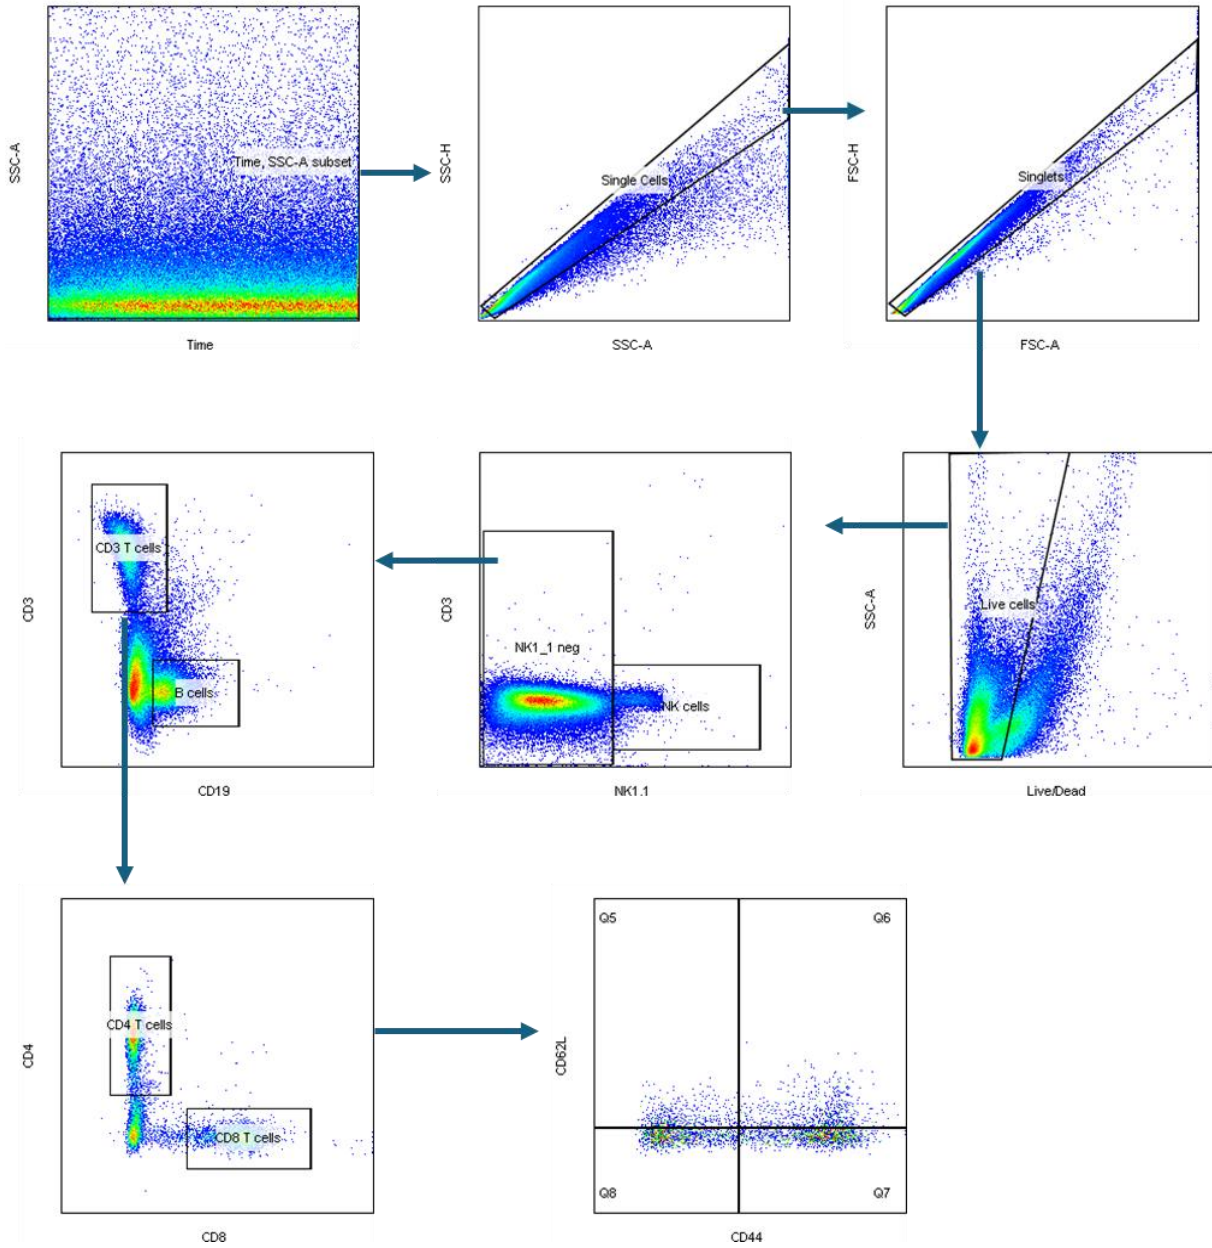 SSC-A
Time, SSC-A subset
Time
SSC-H
Single Cells
SSC-A
FSC-H
Singlets
FSC-A
CD3
CD3 T cells
B cells
CD19
CD3
NK1_1 neg
NK cells
NK1.1
SSC-A
Live cells
Live/Dead
CD4
CD4 T cells
CD8 T cells
CD8
CD62L
Q5
Q6
Q8
Q7
CD44